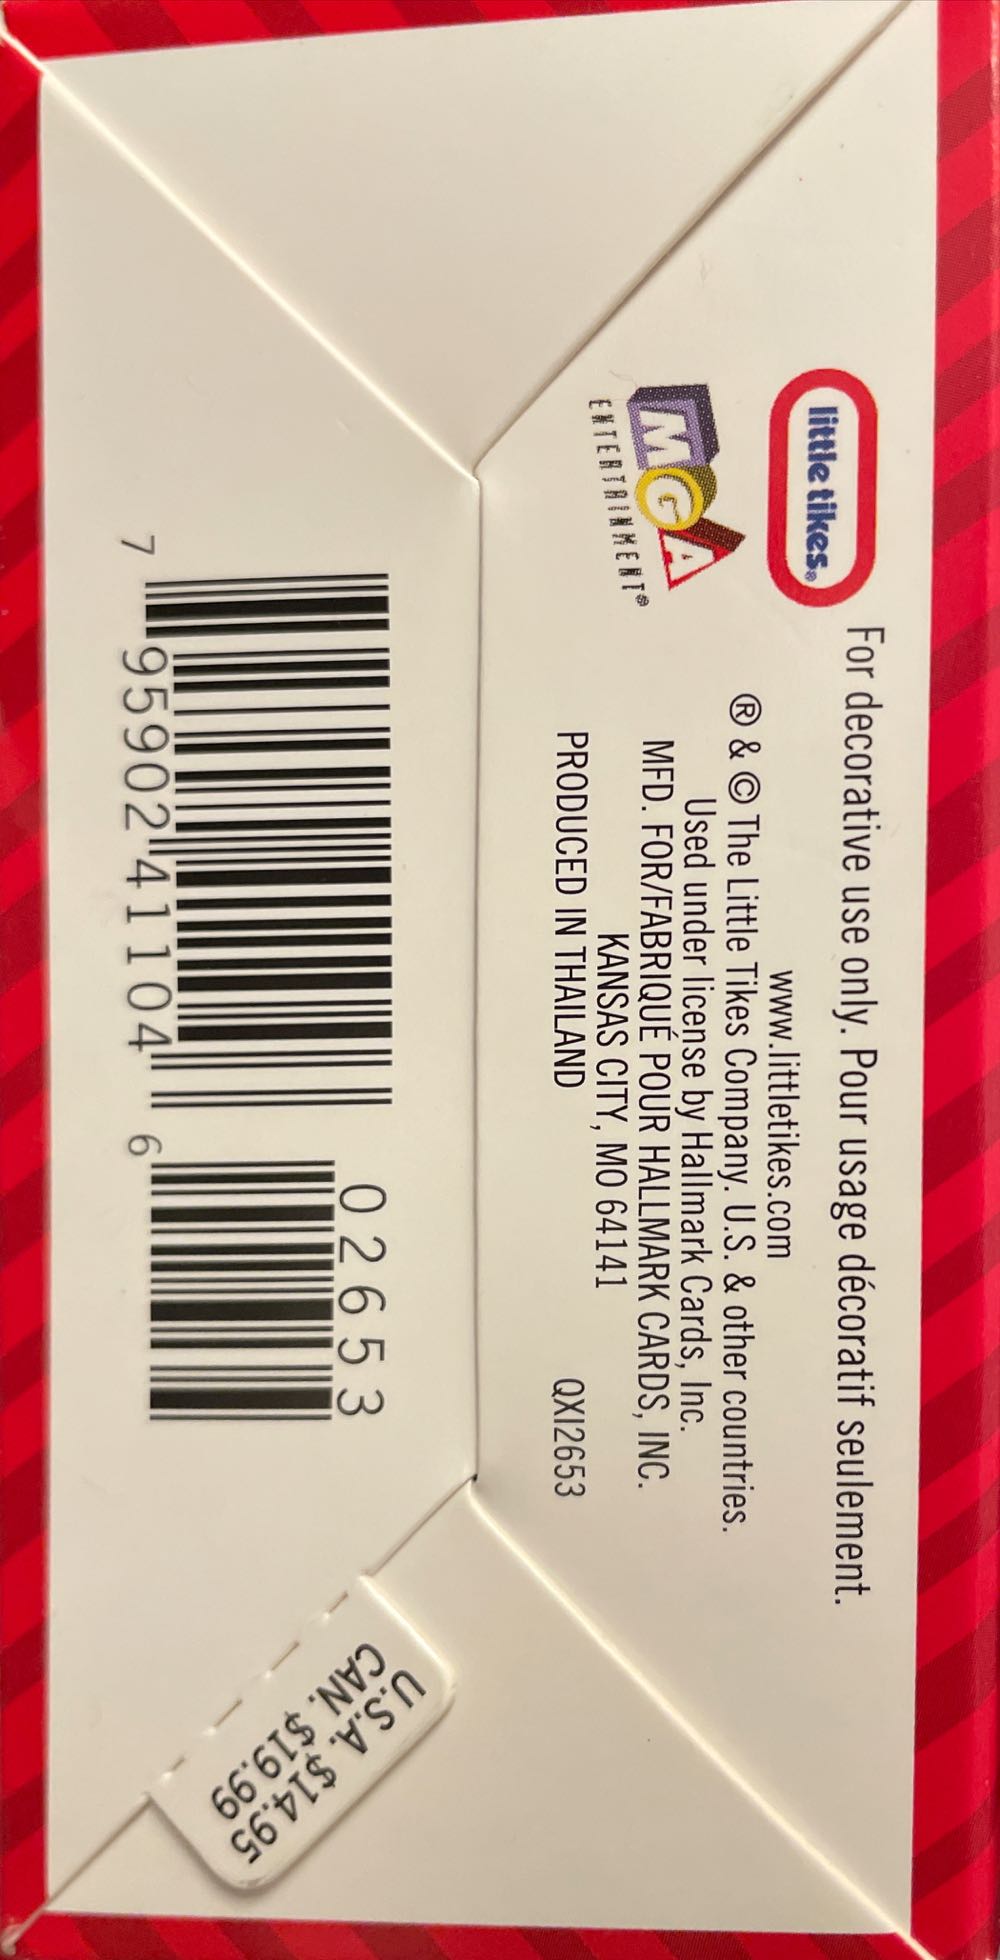 For decorative use only. Pour usage décoratif seulement.
little tikes®
www.littletikes.com
® & © The Little Tikes Company. U.S. & other countries.
Used under license by Hallmark Cards, Inc.
MGA
ENTERTAINMENT®
MFD. FOR/FABRIQUÉ POUR HALLMARK CARDS, INC.
KANSAS CITY, MO 64141
PRODUCED IN THAILAND QXI2653
02653
7 95902 41104 6
U.S.A. $14.95
CAN. $19.99